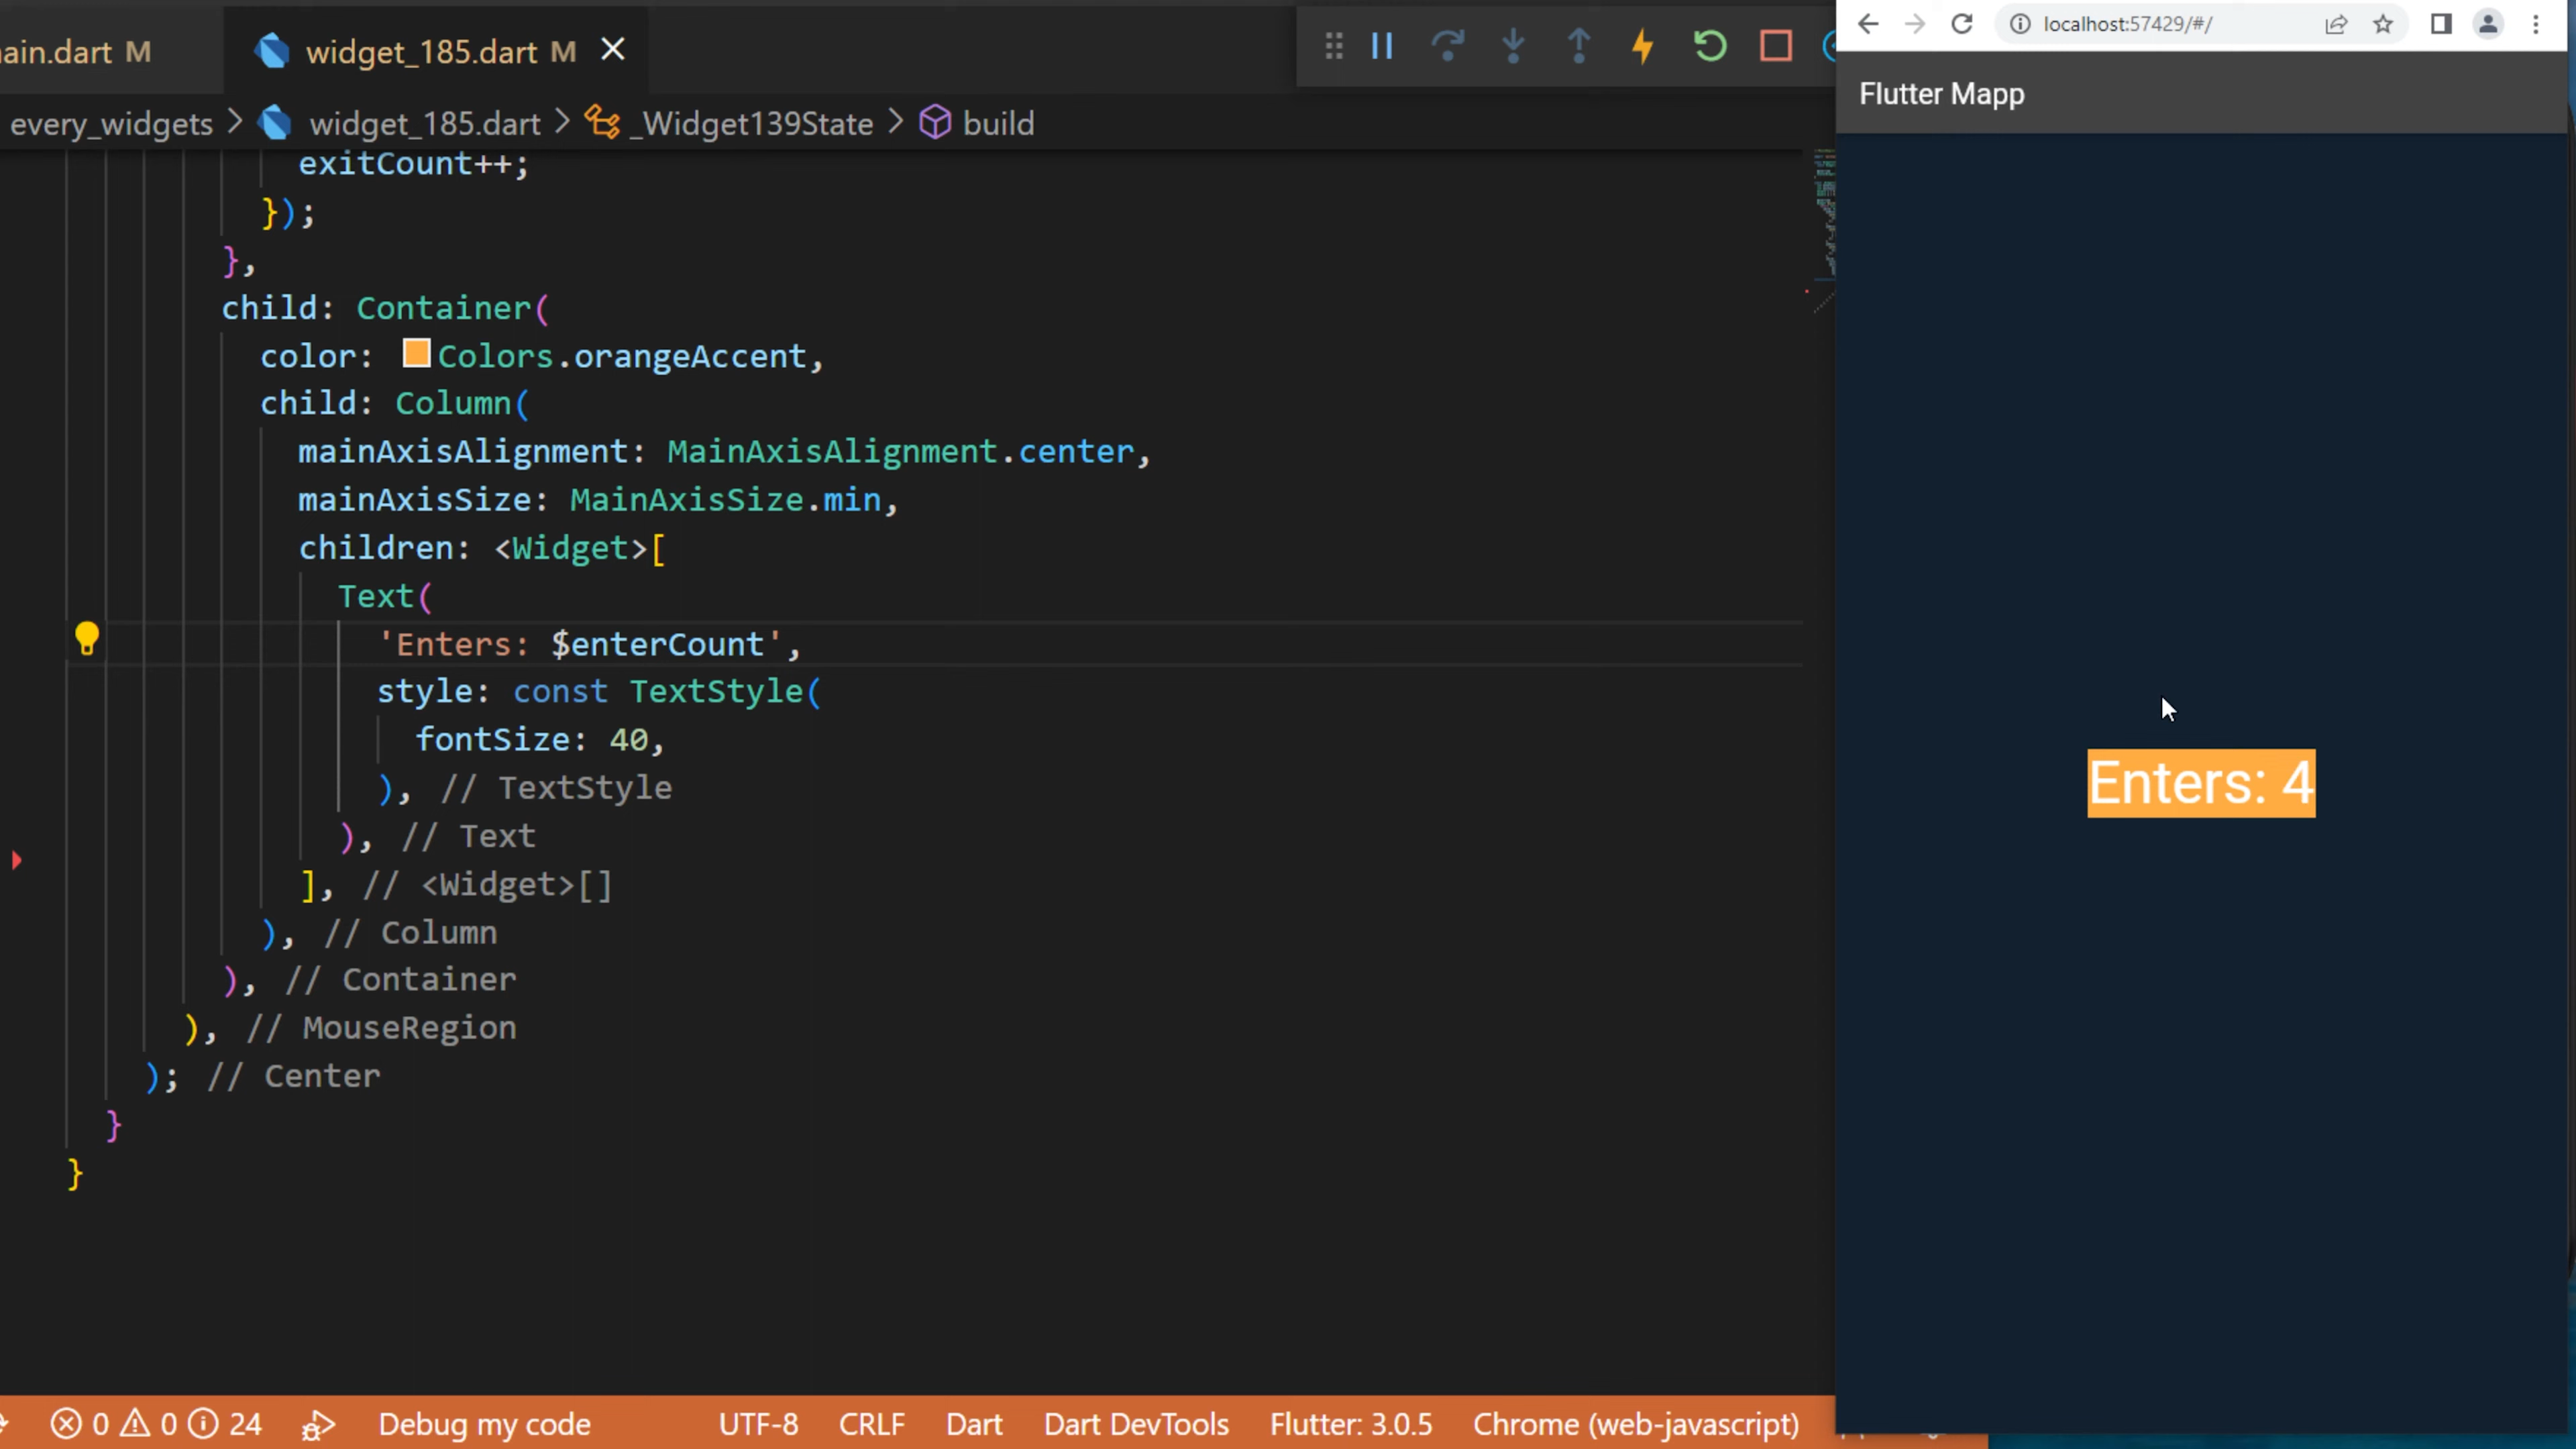 ain.dart M
widget_185.dart M
every_widgets > widget_185.dart > _Widget139State > build
exitCount++;
});
},
child: Container(
color: Colors.orangeAccent,
child: Column(
mainAxisAlignment: MainAxisAlignment.center,
mainAxisSize: MainAxisSize.min,
children: <Widget>[
Text(
'Enters: $enterCount',
style: const TextStyle(
fontSize: 40,
), // TextStyle
), // Text
], // <Widget>[]
), // Column
), // Container
), // MouseRegion
); // Center
}
}
0 0 24 Debug my code UTF-8 CRLF Dart Dart DevTools Flutter: 3.0.5 Chrome (web-javascript)
localhost:57429/#/
Flutter Mapp
Enters: 4